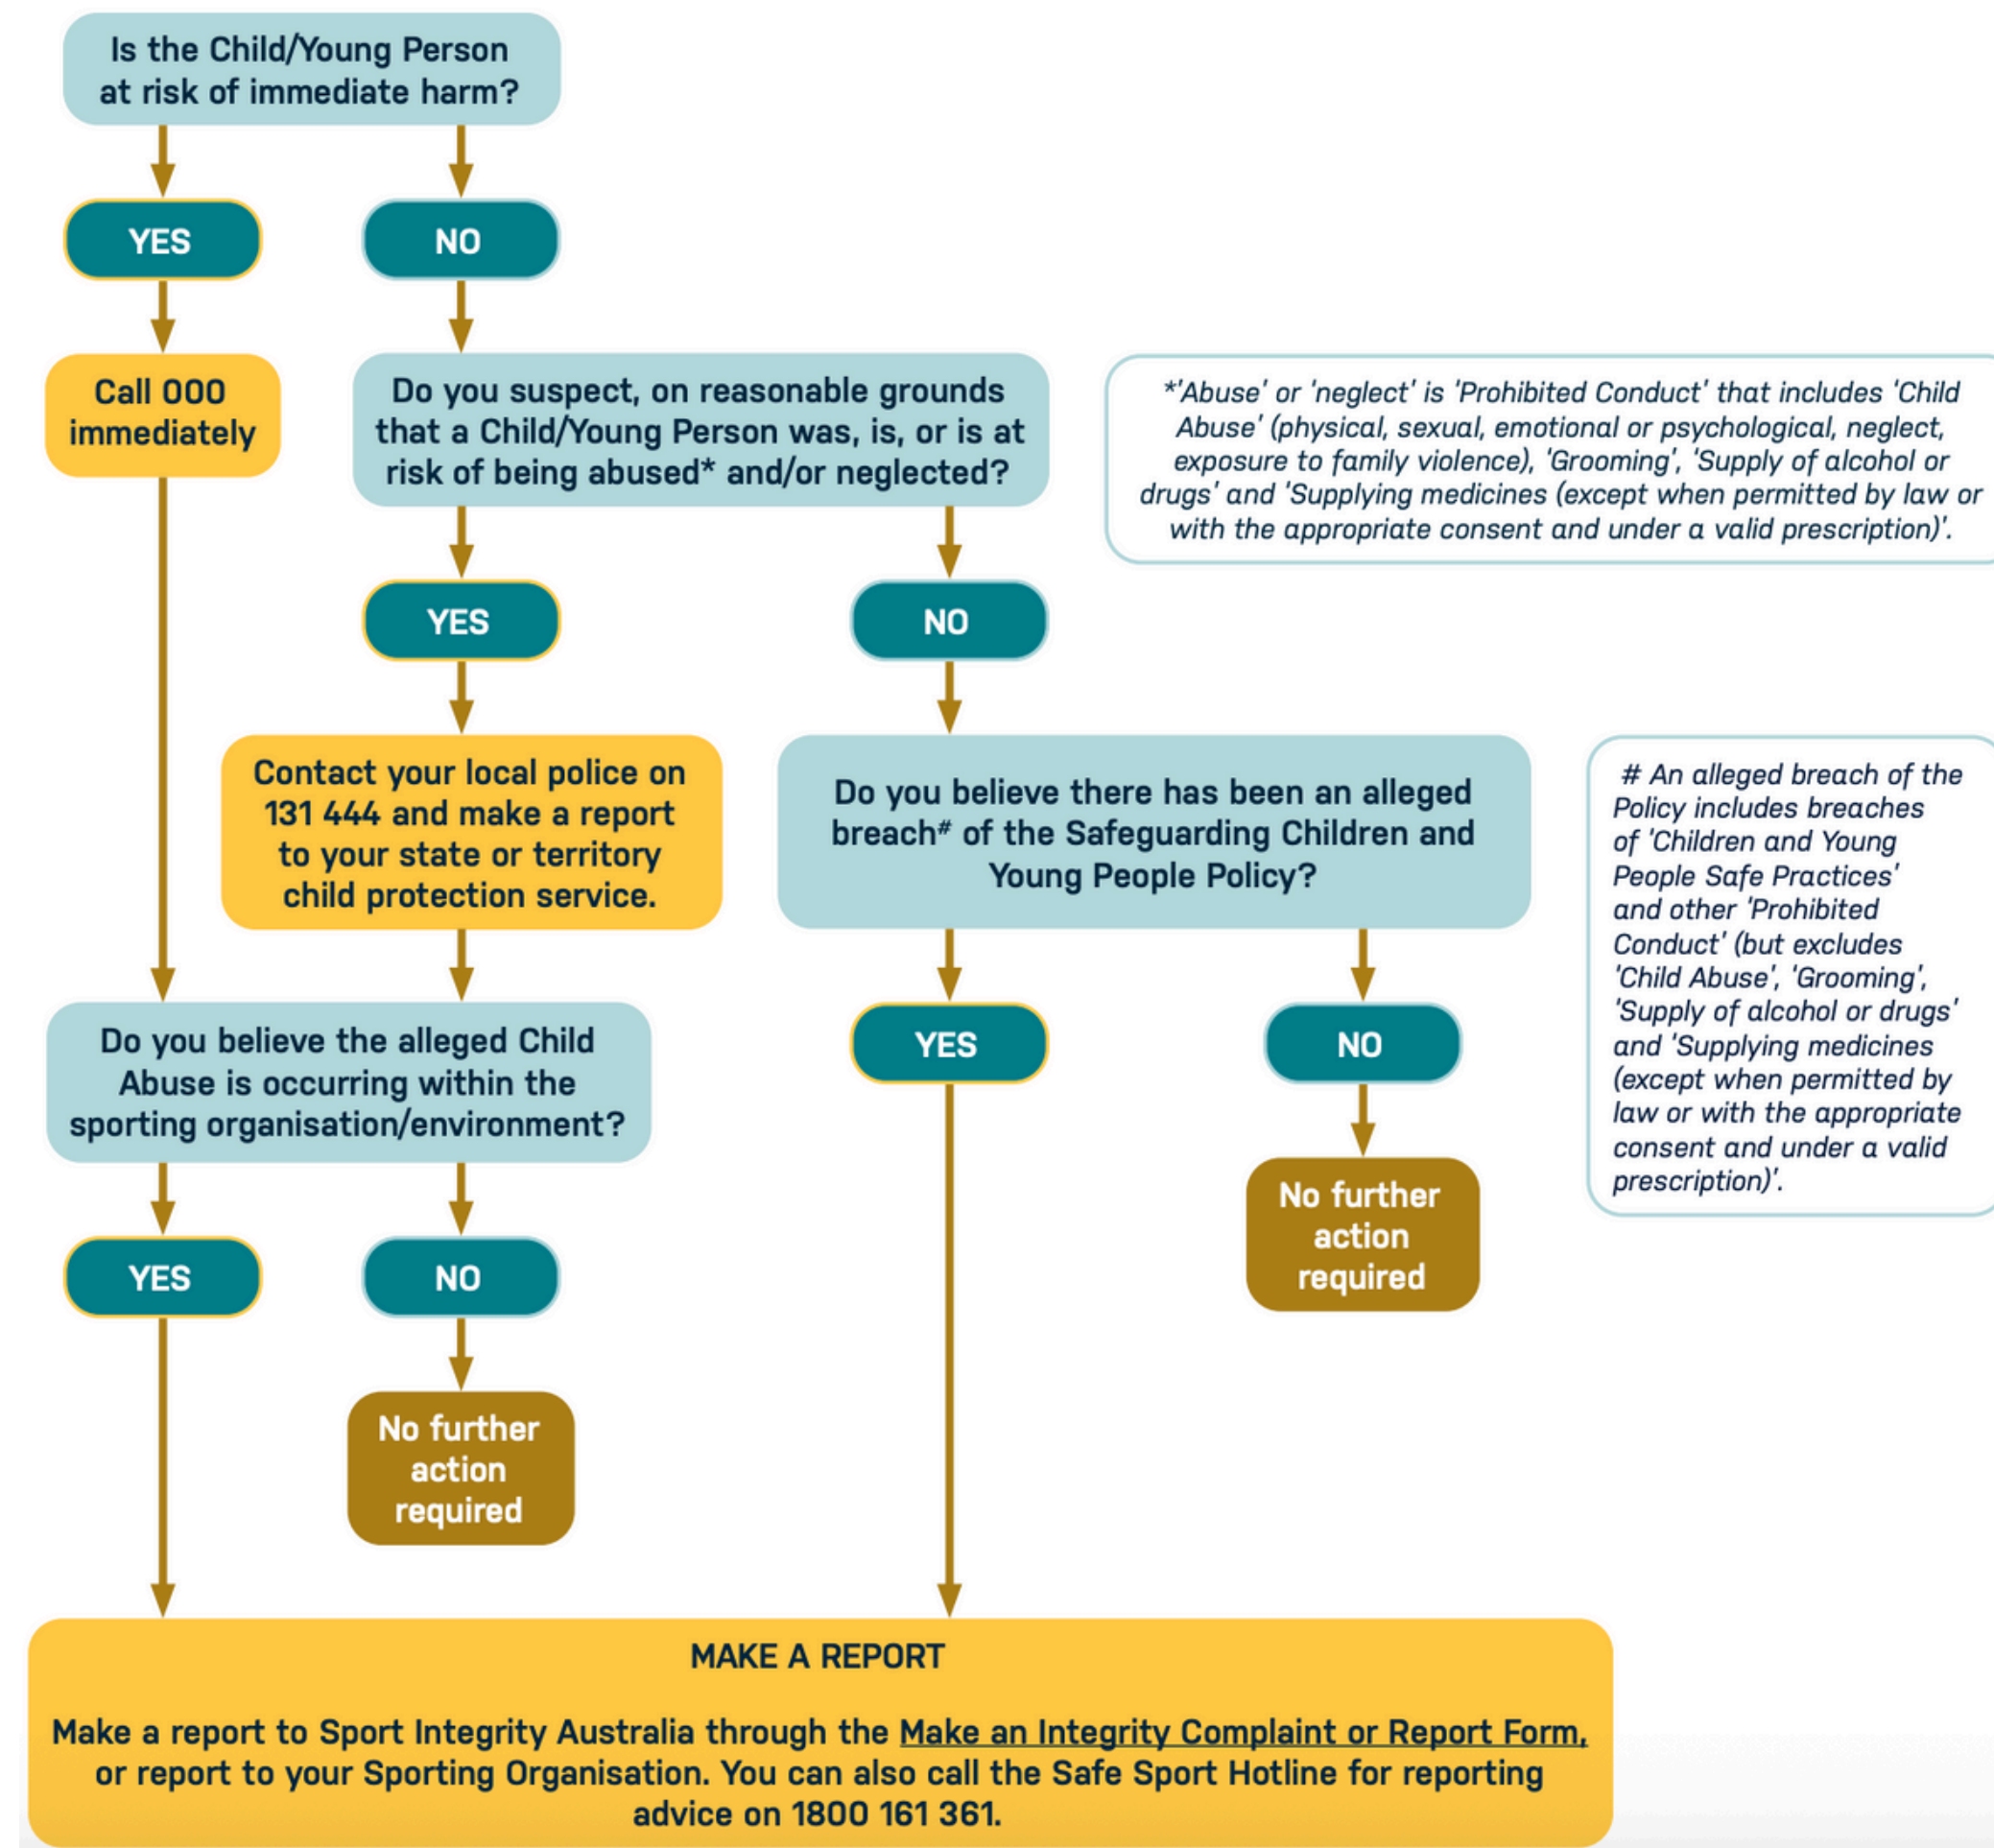 Is the Child/Young Person
at risk of immediate harm?
YES
NO
Call 000
immediately
Do you suspect, on reasonable grounds
that a Child/Young Person was, is, or is at
risk of being abused* and/or neglected?
*'Abuse' or 'neglect' is 'Prohibited Conduct' that includes 'Child
Abuse' (physical, sexual, emotional or psychological, neglect,
exposure to family violence), 'Grooming', 'Supply of alcohol or
drugs' and 'Supplying medicines (except when permitted by law or
with the appropriate consent and under a valid prescription)'.
YES
NO
Contact your local police on
131 444 and make a report
to your state or territory
child protection service.
Do you believe there has been an alleged
breach# of the Safeguarding Children and
Young People Policy?
# An alleged breach of the
Policy includes breaches
of 'Children and Young
People Safe Practices'
and other 'Prohibited
Conduct' (but excludes
'Child Abuse', 'Grooming',
'Supply of alcohol or drugs'
and 'Supplying medicines
(except when permitted by
law or with the appropriate
consent and under a valid
prescription)'.
Do you believe the alleged Child
Abuse is occurring within the
sporting organisation/environment?
YES
NO
YES
NO
No further
action
required
No further
action
required
MAKE A REPORT
Make a report to Sport Integrity Australia through the Make an Integrity Complaint or Report Form,
or report to your Sporting Organisation. You can also call the Safe Sport Hotline for reporting
advice on 1800 161 361.